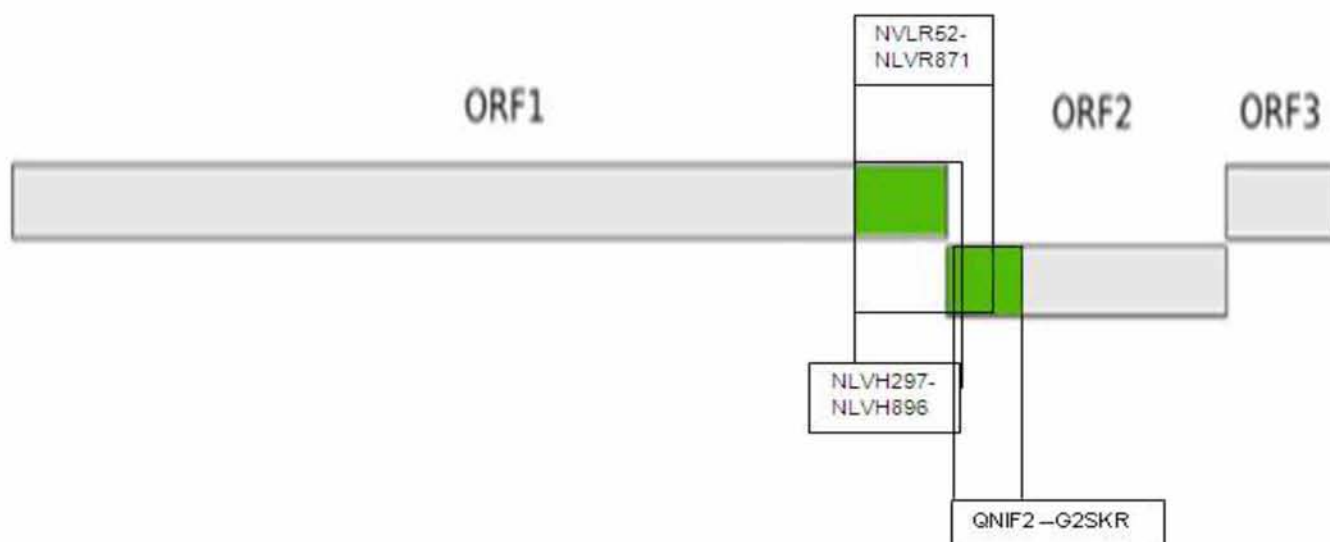 NVLR52-
NLVR871
ORF1
ORF2
ORF3
NLVH297-
NLVH896
QNIF2–G2SKR